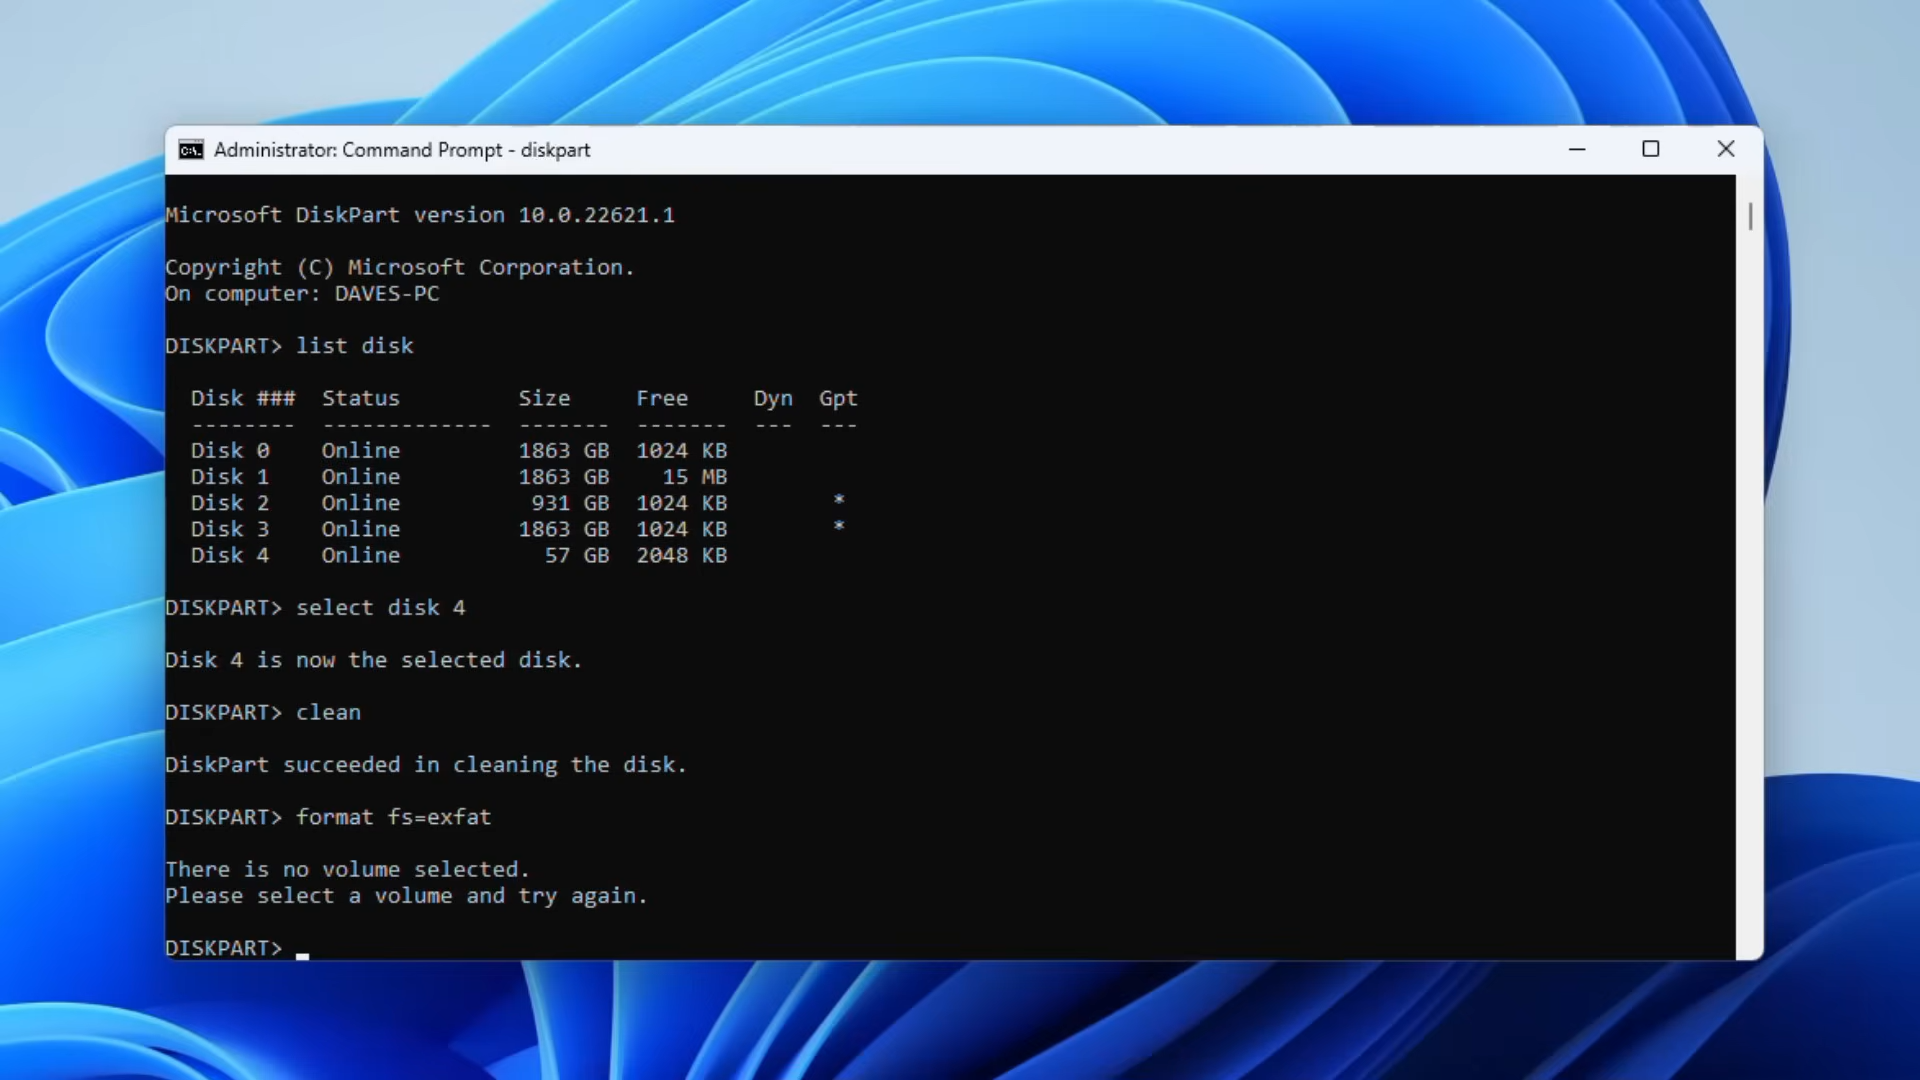 Administrator: Command Prompt - diskpart
Microsoft DiskPart version 10.0.22621.1
Copyright (C) Microsoft Corporation.
On computer: DAVES-PC
DISKPART> list disk
Disk ###  Status         Size     Free     Dyn  Gpt
--------  -------------  -------  -------  ---  ---
Disk 0    Online         1863 GB  1024 KB
Disk 1    Online         1863 GB    15 MB
Disk 2    Online          931 GB  1024 KB        *
Disk 3    Online         1863 GB  1024 KB        *
Disk 4    Online           57 GB  2048 KB
DISKPART> select disk 4
Disk 4 is now the selected disk.
DISKPART> clean
DiskPart succeeded in cleaning the disk.
DISKPART> format fs=exfat
There is no volume selected.
Please select a volume and try again.
DISKPART>